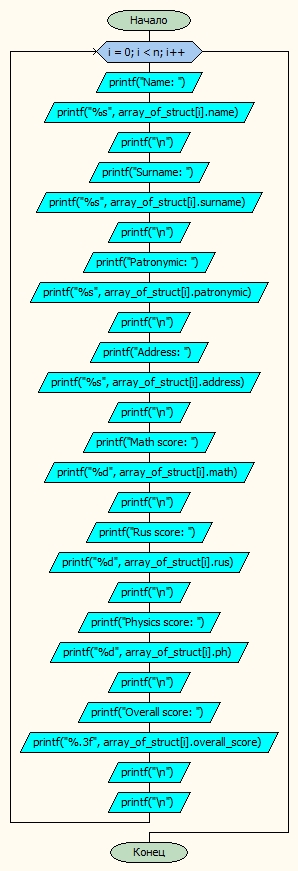 Начало
i = 0; i < n; i++
printf("Name: ")
printf("%s", array_of_struct[i].name)
printf("\n")
printf("Surname: ")
printf("%s", array_of_struct[i].surname)
printf("\n")
printf("Patronymic: ")
printf("%s", array_of_struct[i].patronymic)
printf("\n")
printf("Address: ")
printf("%s", array_of_struct[i].address)
printf("\n")
printf("Math score: ")
printf("%d", array_of_struct[i].math)
printf("\n")
printf("Rus score: ")
printf("%d", array_of_struct[i].rus)
printf("\n")
printf("Physics score: ")
printf("%d", array_of_struct[i].ph)
printf("\n")
printf("Overall score: ")
printf("%.3f", array_of_struct[i].overall_score)
printf("\n")
printf("\n")
Конец